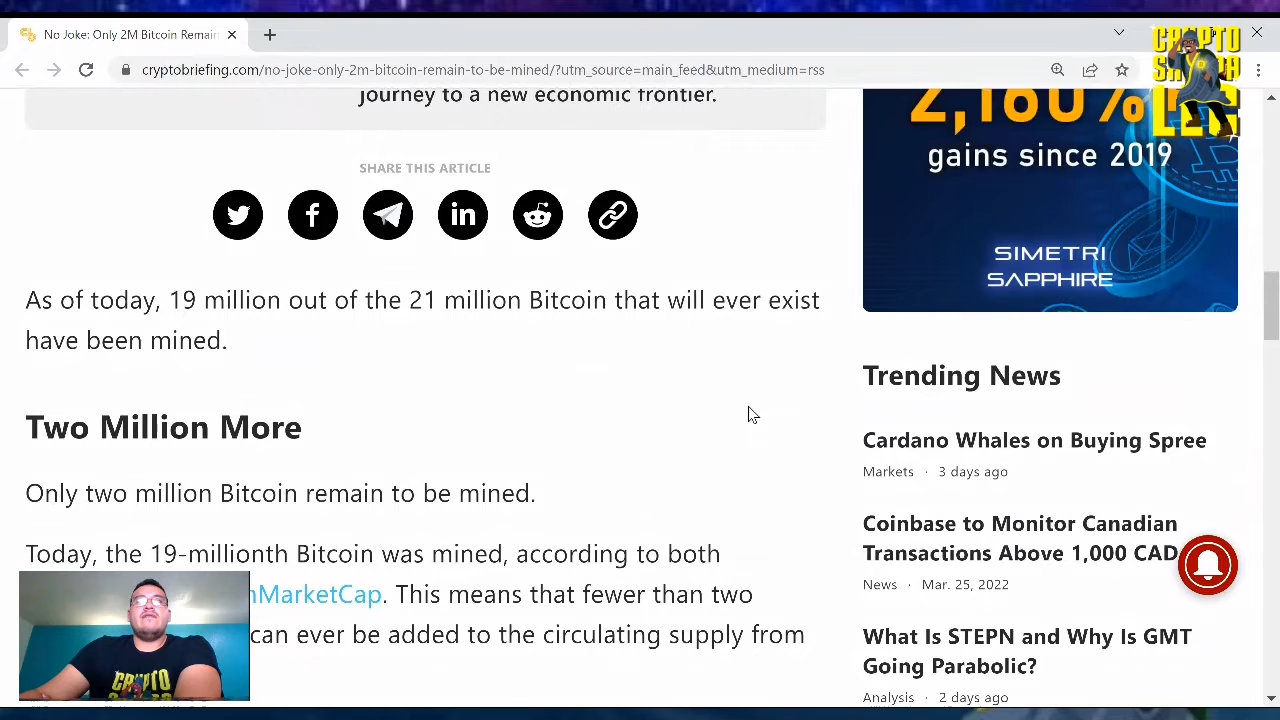 No Joke: Only 2M Bitcoin Remain
cryptobriefing.com/no-joke-only-2m-bitcoin-remain-to-be-mined/?utm_source=main_feed&utm_medium=rss
CRYPTO
journey to a new economic frontier.
SHARE THIS ARTICLE
As of today, 19 million out of the 21 million Bitcoin that will ever exist
have been mined.
Two Million More
Only two million Bitcoin remain to be mined.
Today, the 19-millionth Bitcoin was mined, according to both
MarketCap. This means that fewer than two
can ever be added to the circulating supply from
CRYPTO
2,160%
gains since 2019
SIMETRI
SAPPHIRE
Trending News
Cardano Whales on Buying Spree
Markets · 3 days ago
Coinbase to Monitor Canadian
Transactions Above 1,000 CAD
News · Mar. 25, 2022
What Is STEPN and Why Is GMT
Going Parabolic?
Analysis · 2 days ago